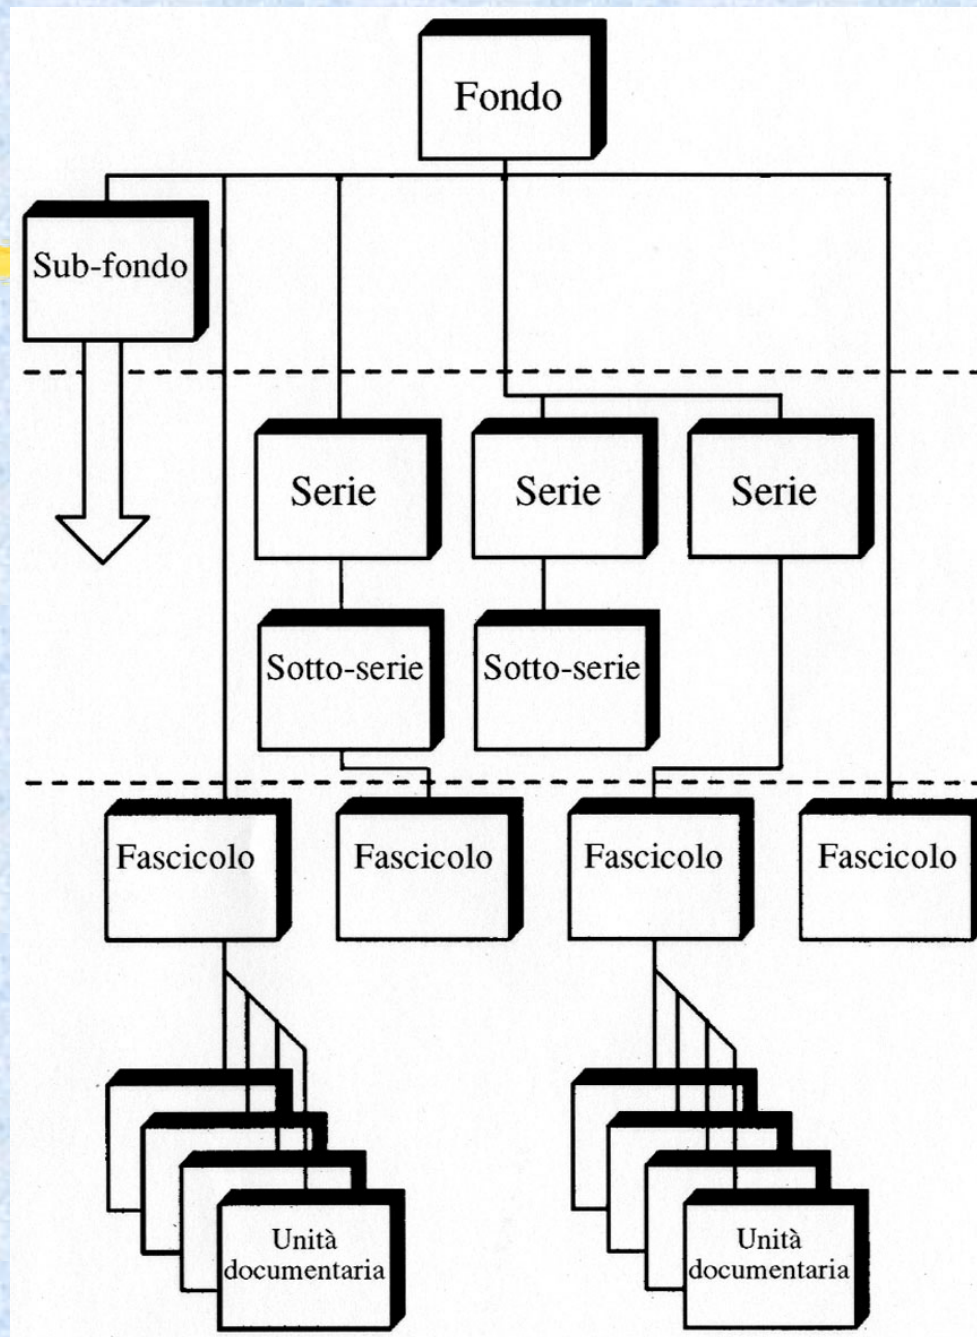 Fondo
Sub-fondo
Serie
Serie
Serie
Sotto-serie
Sotto-serie
Fascicolo
Fascicolo
Fascicolo
Fascicolo
Unità
documentaria
Unità
documentaria